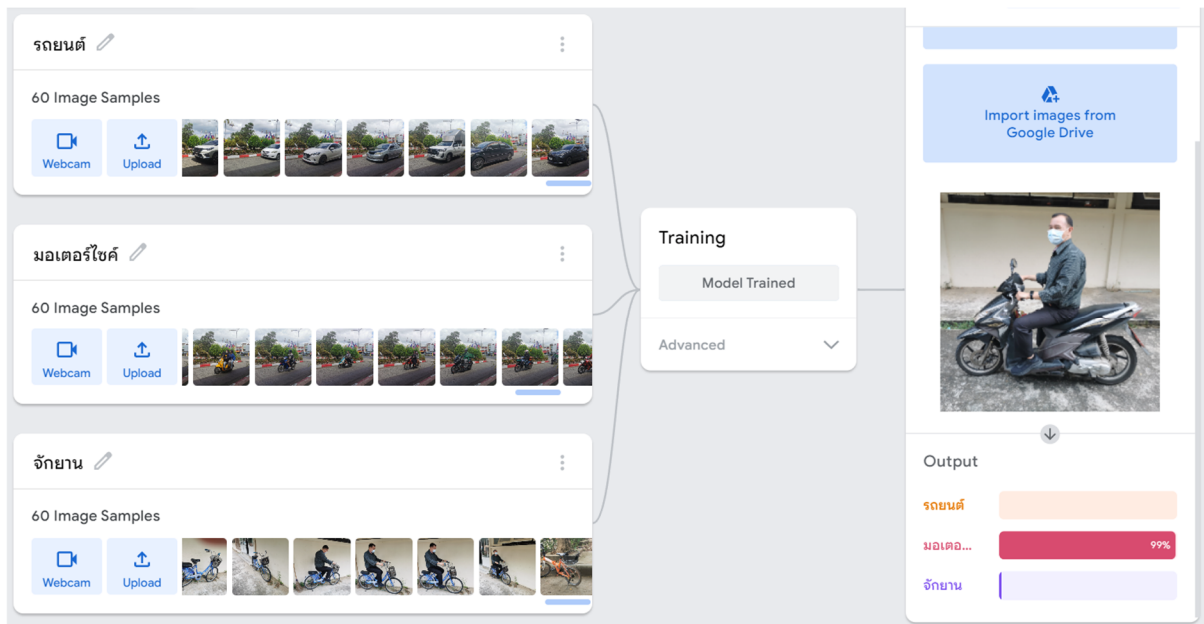 รถยนต์
60 Image Samples
Webcam
Upload
มอเตอร์ไซค์
60 Image Samples
Webcam
Upload
จักยาน
60 Image Samples
Webcam
Upload
Training
Model Trained
Advanced
Import images from
Google Drive
Output
รถยนต์
มอเตอ...
99%
จักยาน